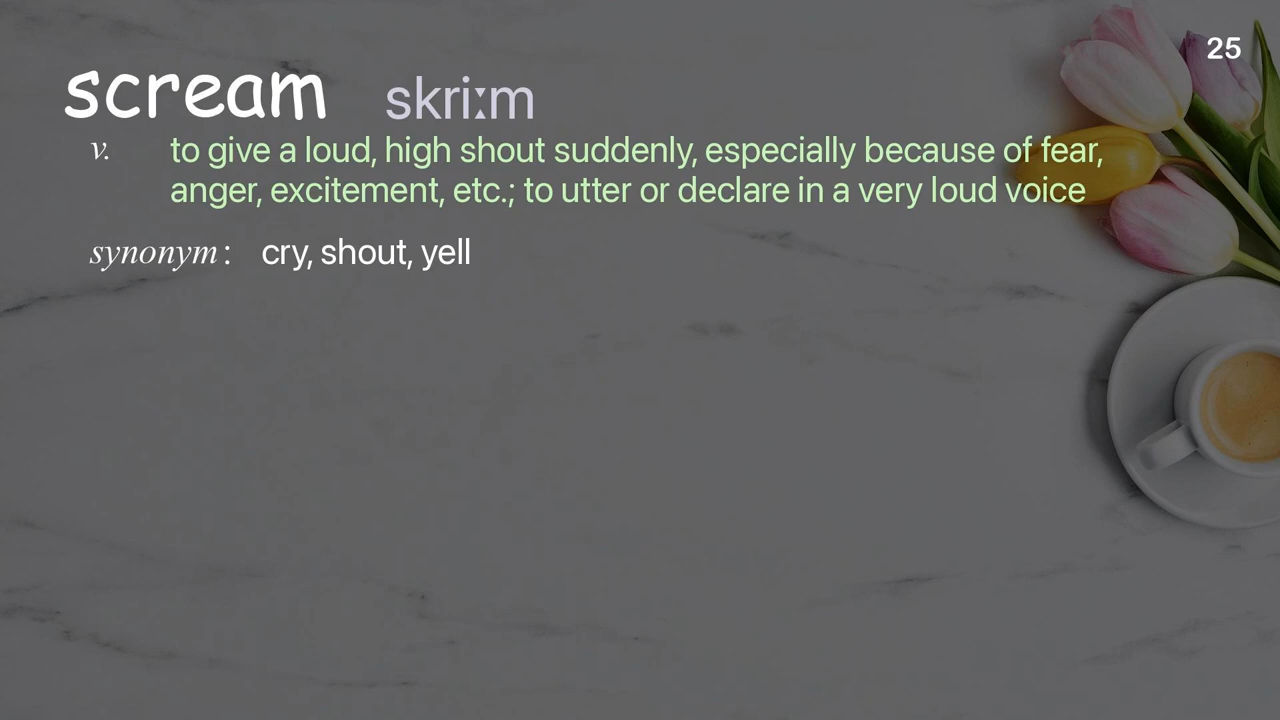 25
scream skriːm
v. to give a loud, high shout suddenly, especially because of fear,
anger, excitement, etc.; to utter or declare in a very loud voice
synonym : cry, shout, yell